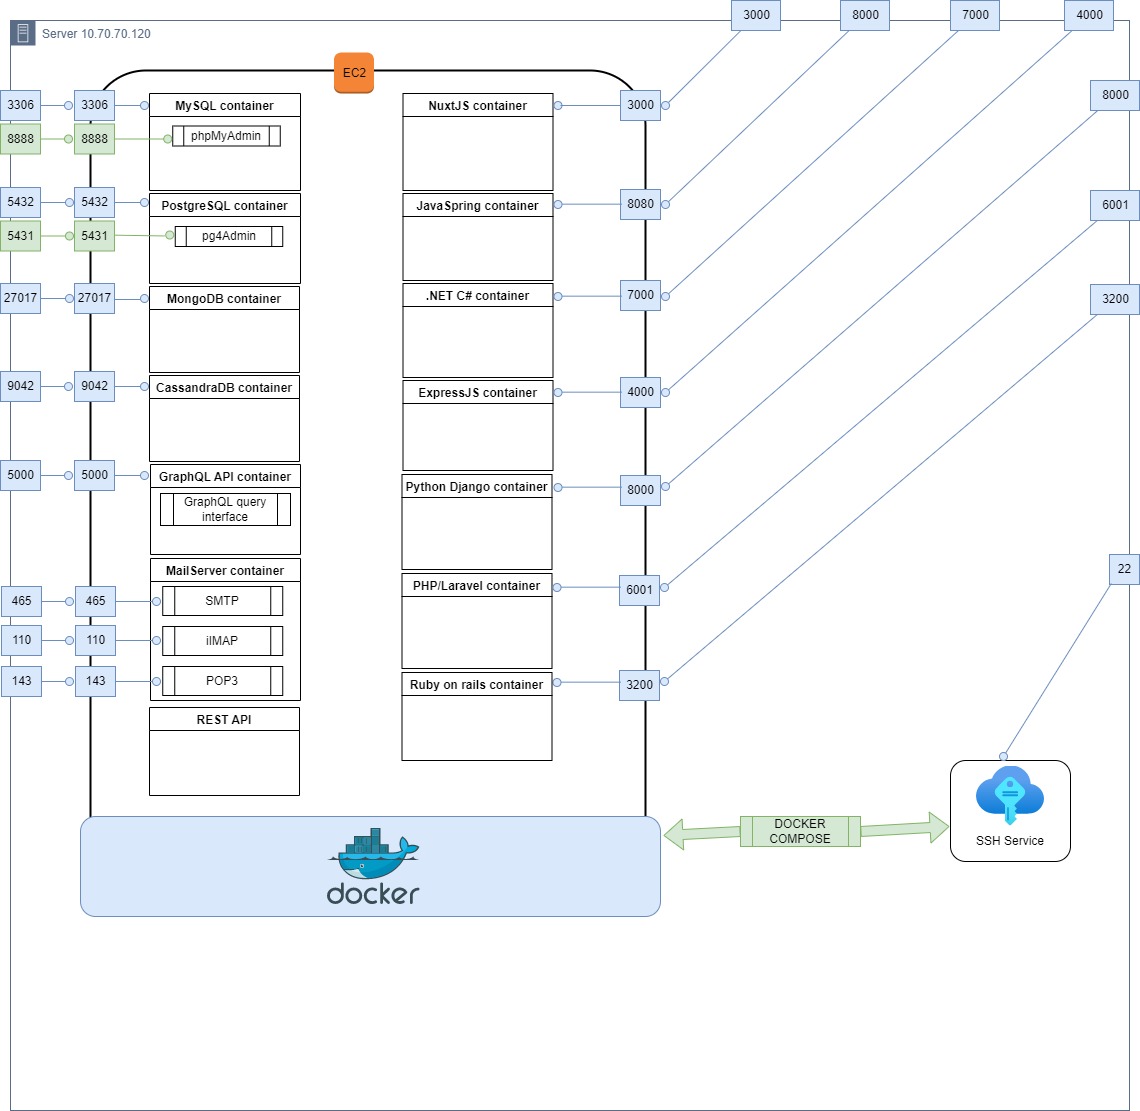 3000
8000
7000
4000
Server 10.70.70.120
EC2
3306
3306
MySQL container
NuxtJS container
3000
8000
8888
8888
phpMyAdmin
5432
5432
PostgreSQL container
JavaSpring container
8080
6001
5431
5431
pg4Admin
27017
27017
MongoDB container
.NET C# container
7000
3200
9042
9042
CassandraDB container
ExpressJS container
4000
5000
5000
GraphQL API container
Python Django container
8000
GraphQL query
interface
MailServer container
PHP/Laravel container
6001
22
465
465
SMTP
110
110
iIMAP
143
143
POP3
Ruby on rails container
3200
REST API
DOCKER
COMPOSE
SSH Service
docker